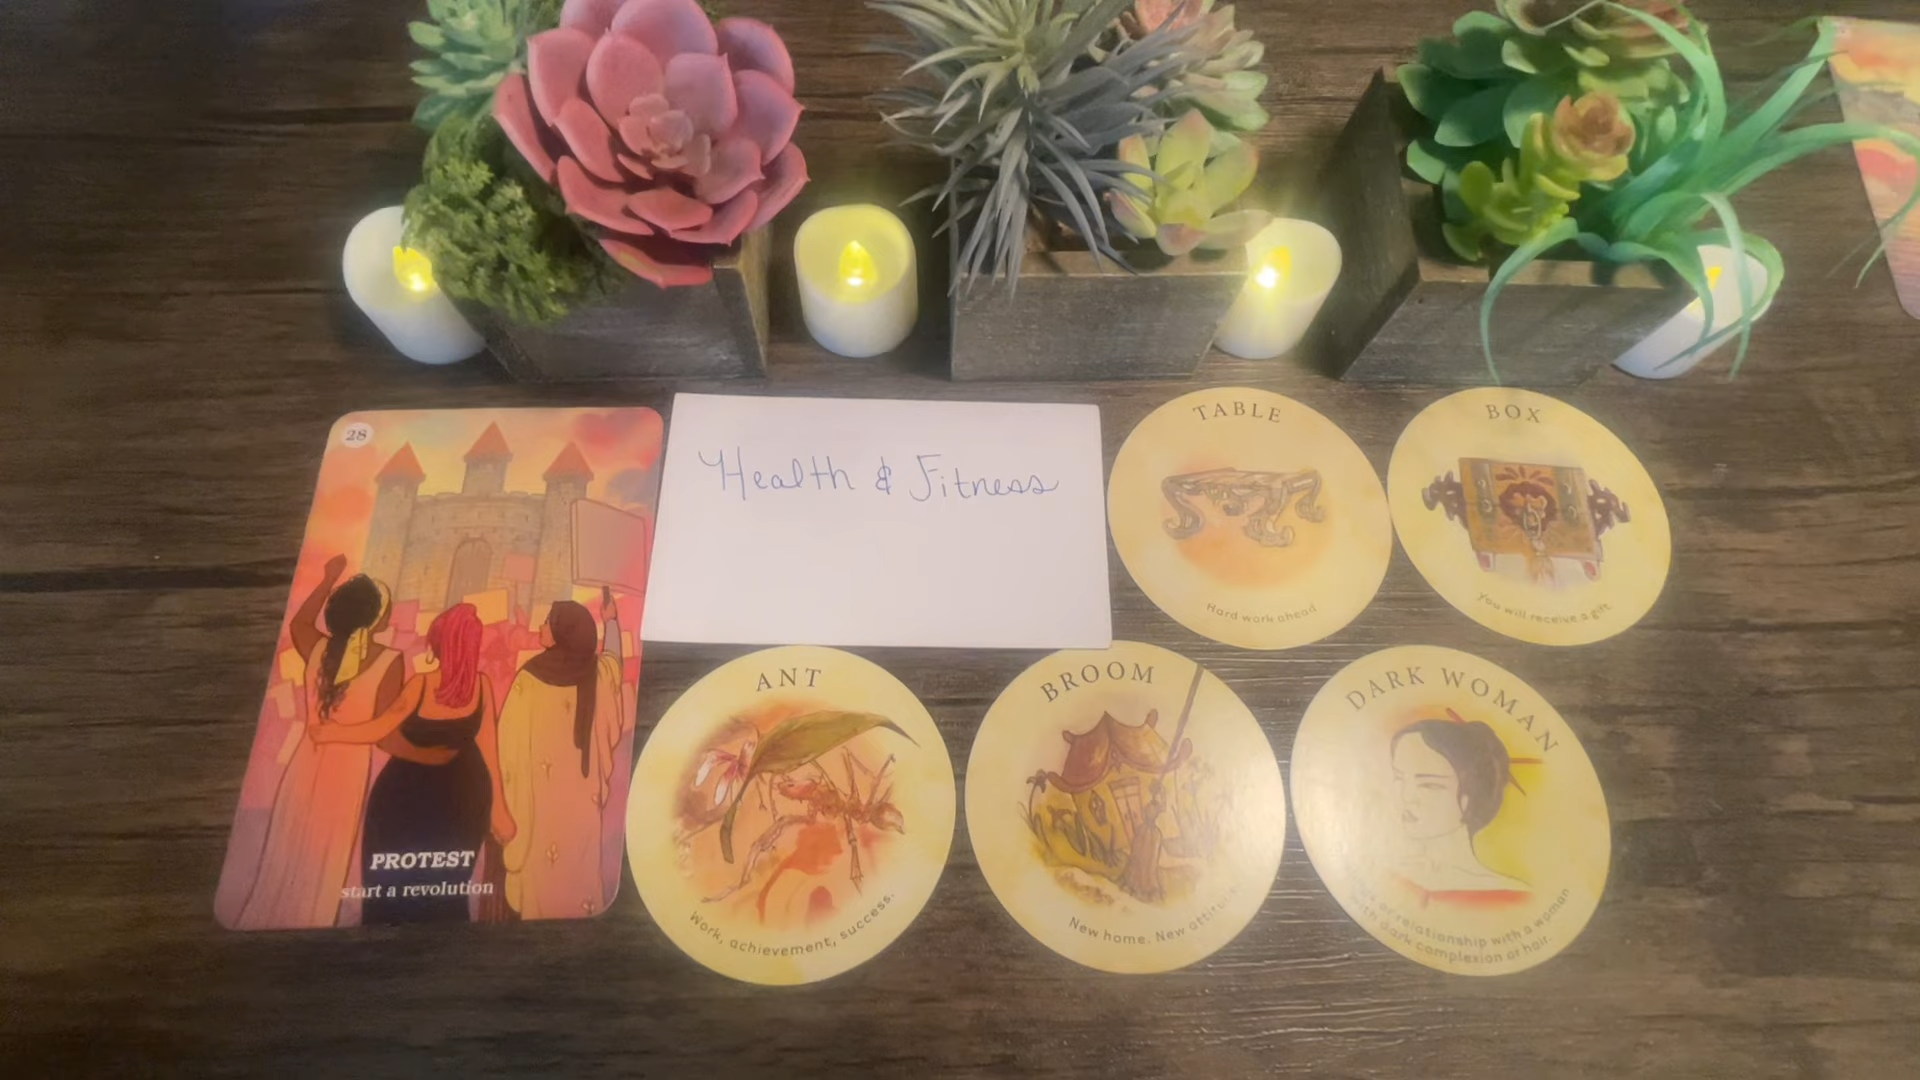 28
PROTEST
start a revolution
Health & Fitness
TABLE
Hard work ahead
BOX
You will receive a gift
ANT
Work, achievement, success.
BROOM
New home. New attitude
DARK WOMAN
relationship with a woman
with dark complexion or hair.